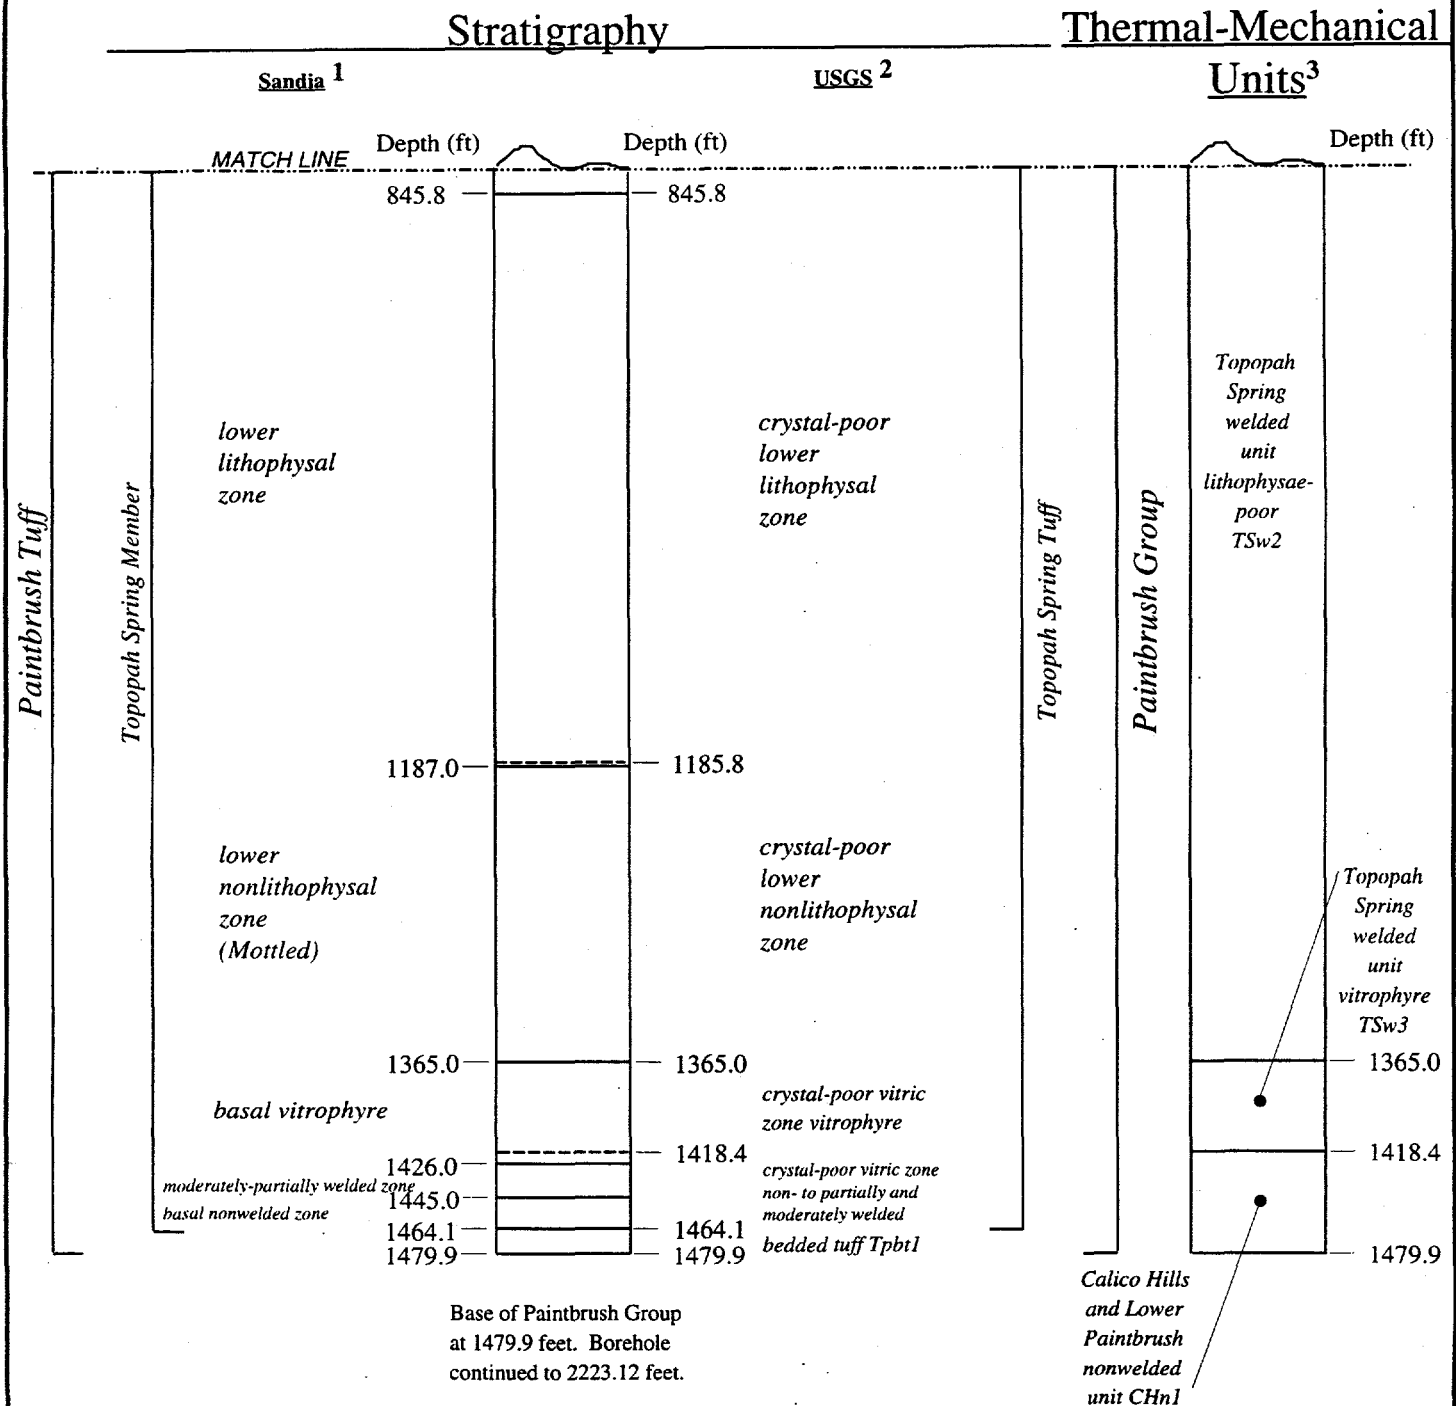 Stratigraphy
Thermal-Mechanical
Units³
Sandia ¹
USGS ²
MATCH LINE
Depth (ft)
Depth (ft)
Depth (ft)
845.8
845.8
Paintbrush Tuff
Topopah Spring Member
lower
lithophysal
zone
crystal-poor
lower
lithophysal
zone
Topopah Spring Tuff
Paintbrush Group
Topopah
Spring
welded
unit
lithophysae-
poor
TSw2
1187.0
1185.8
lower
nonlithophysal
zone
(Mottled)
crystal-poor
lower
nonlithophysal
zone
Topopah
Spring
welded
unit
vitrophyre
TSw3
1365.0
1365.0
1365.0
basal vitrophyre
crystal-poor vitric
zone vitrophyre
1418.4
1418.4
1426.0
moderately-partially welded zone
1445.0
basal nonwelded zone
crystal-poor vitric zone
non- to partially and
moderately welded
1464.1
1464.1
1479.9
1479.9
bedded tuff Tpbt1
1479.9
Calico Hills
and Lower
Paintbrush
nonwelded
unit CHn1
Base of Paintbrush Group
at 1479.9 feet. Borehole
continued to 2223.12 feet.